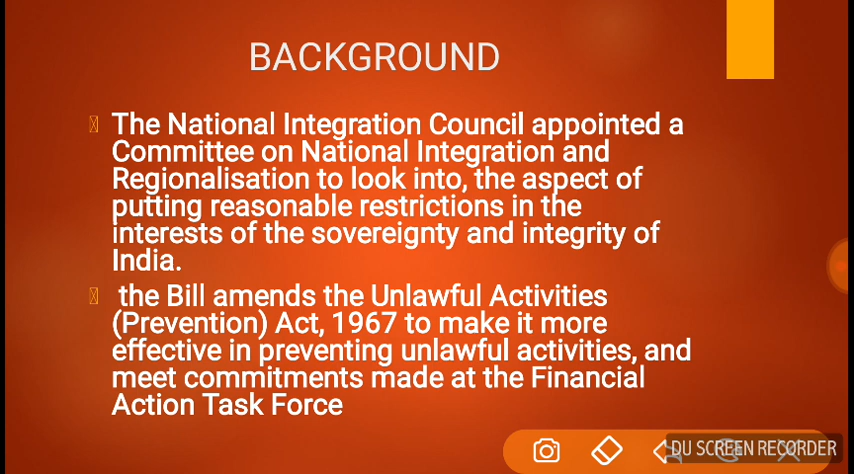 BACKGROUND
The National Integration Council appointed a
Committee on National Integration and
Regionalisation to look into, the aspect of
putting reasonable restrictions in the
interests of the sovereignty and integrity of
India.
the Bill amends the Unlawful Activities
(Prevention) Act, 1967 to make it more
effective in preventing unlawful activities, and
meet commitments made at the Financial
Action Task Force
DU SCREEN RECORDER